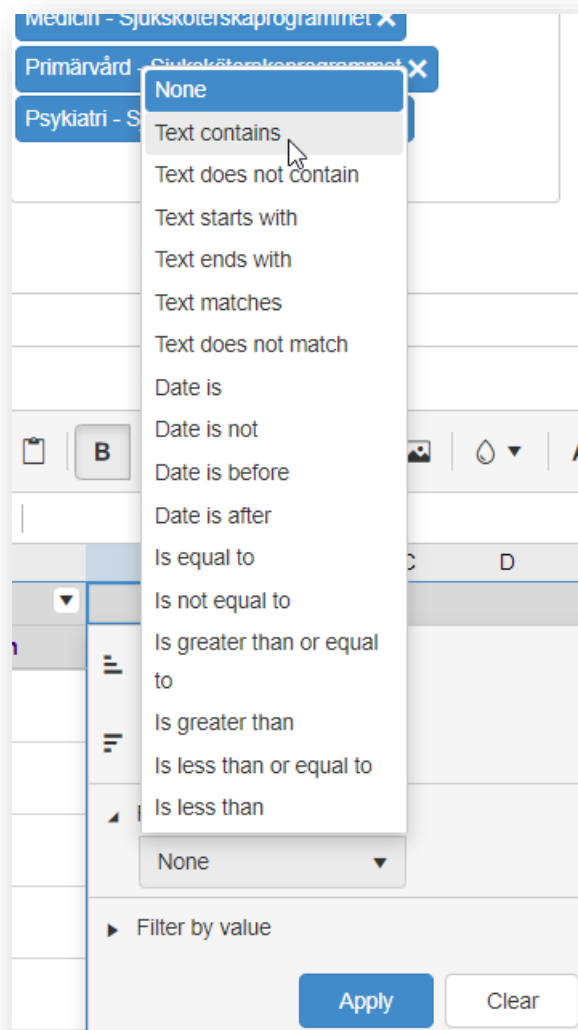 Medicin - Sjuksköterskaprogrammet
Primärvård - Sjuksköterskaprogrammet
Psykiatri - S
None
Text contains
Text does not contain
Text starts with
Text ends with
Text matches
Text does not match
Date is
Date is not
Date is before
Date is after
Is equal to
Is not equal to
Is greater than or equal
to
Is greater than
Is less than or equal to
Is less than
B
D
None
Filter by value
Apply
Clear